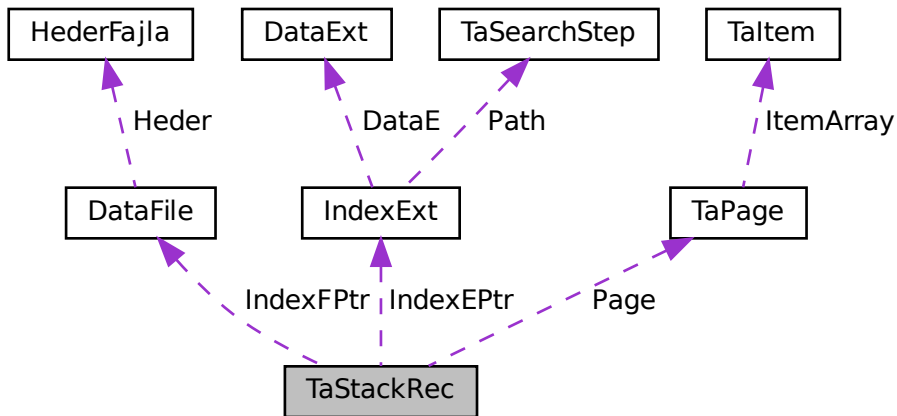 HederFajla
DataExt
TaSearchStep
TaItem
Heder
DataE
Path
ItemArray
DataFile
IndexExt
TaPage
IndexFPtr
IndexEPtr
Page
TaStackRec